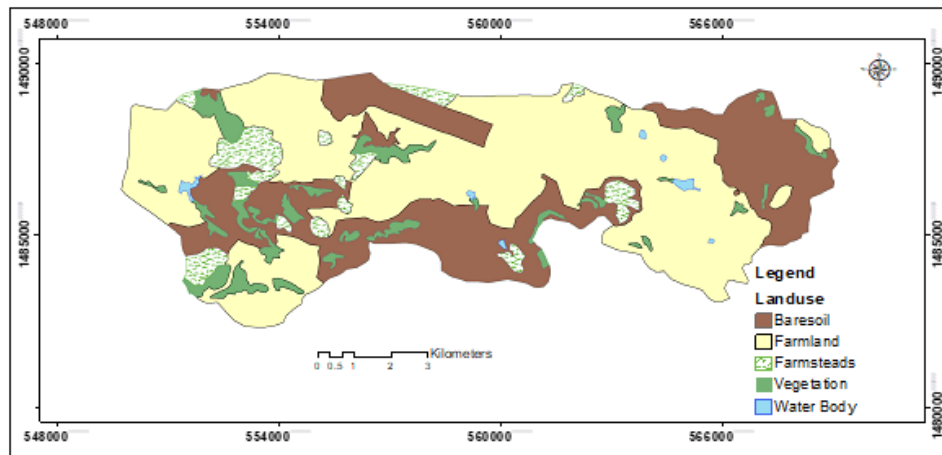 548000 554000 560000 566000
1490000 1490000
1485000 1485000
Legend
Landuse
Baresoil
Farmland
Farmsteads
Vegetation
Water Body
Kilometers
0 0.5 1 2 3
1480000 1480000
548000 554000 560000 566000